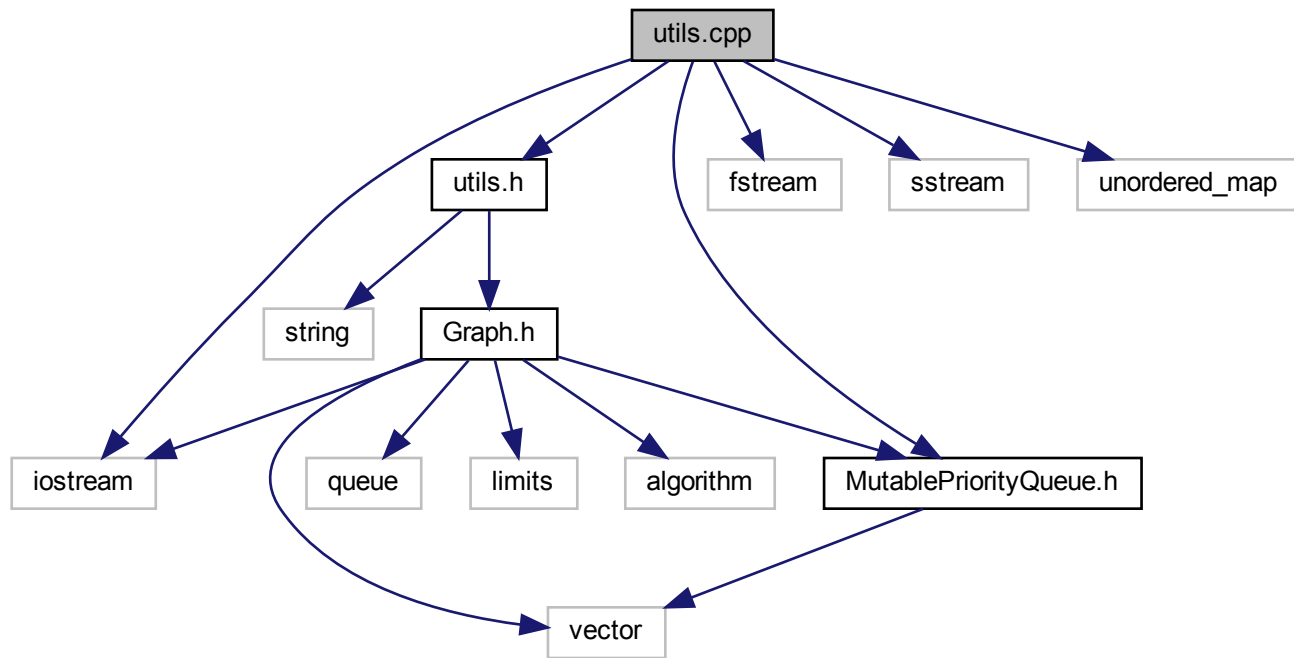 utils.cpp
utils.h
fstream
sstream
unordered_map
string
Graph.h
iostream
queue
limits
algorithm
MutablePriorityQueue.h
vector